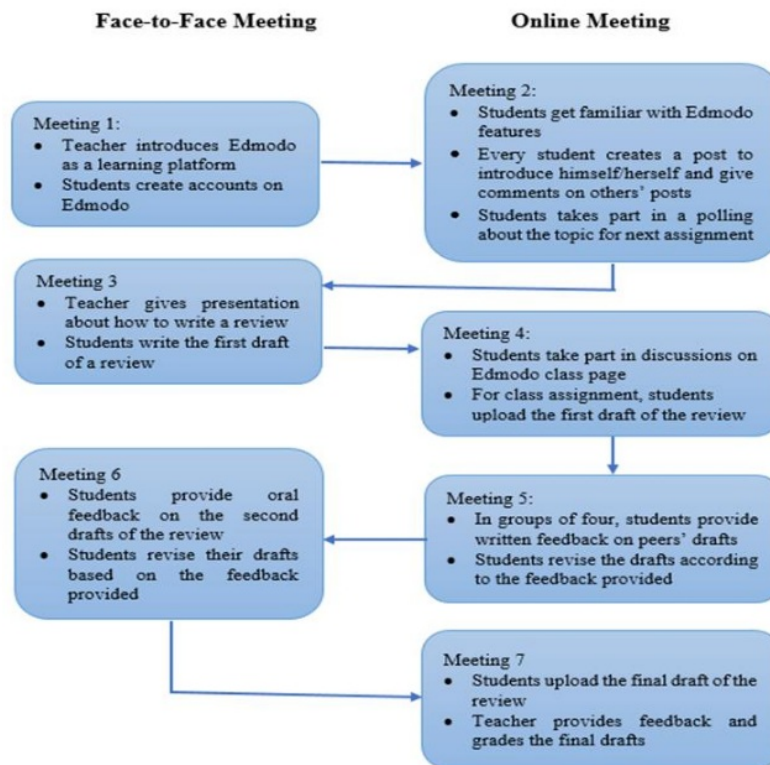 Face-to-Face Meeting
Online Meeting
Meeting 1:
• Teacher introduces Edmodo
as a learning platform
• Students create accounts on
Edmodo
Meeting 2:
• Students get familiar with Edmodo
features
• Every student creates a post to
introduce himself/herself and give
comments on others’ posts
• Students takes part in a polling
about the topic for next assignment
Meeting 3
• Teacher gives presentation
about how to write a review
• Students write the first draft
of a review
Meeting 4:
• Students take part in discussions on
Edmodo class page
• For class assignment, students
upload the first draft of the review
Meeting 5:
• In groups of four, students provide
written feedback on peers’ drafts
• Students revise the drafts according
to the feedback provided
Meeting 6
• Students provide oral
feedback on the second
drafts of the review
• Students revise their drafts
based on the feedback
provided
Meeting 7
• Students upload the final draft of the
review
• Teacher provides feedback and
grades the final drafts